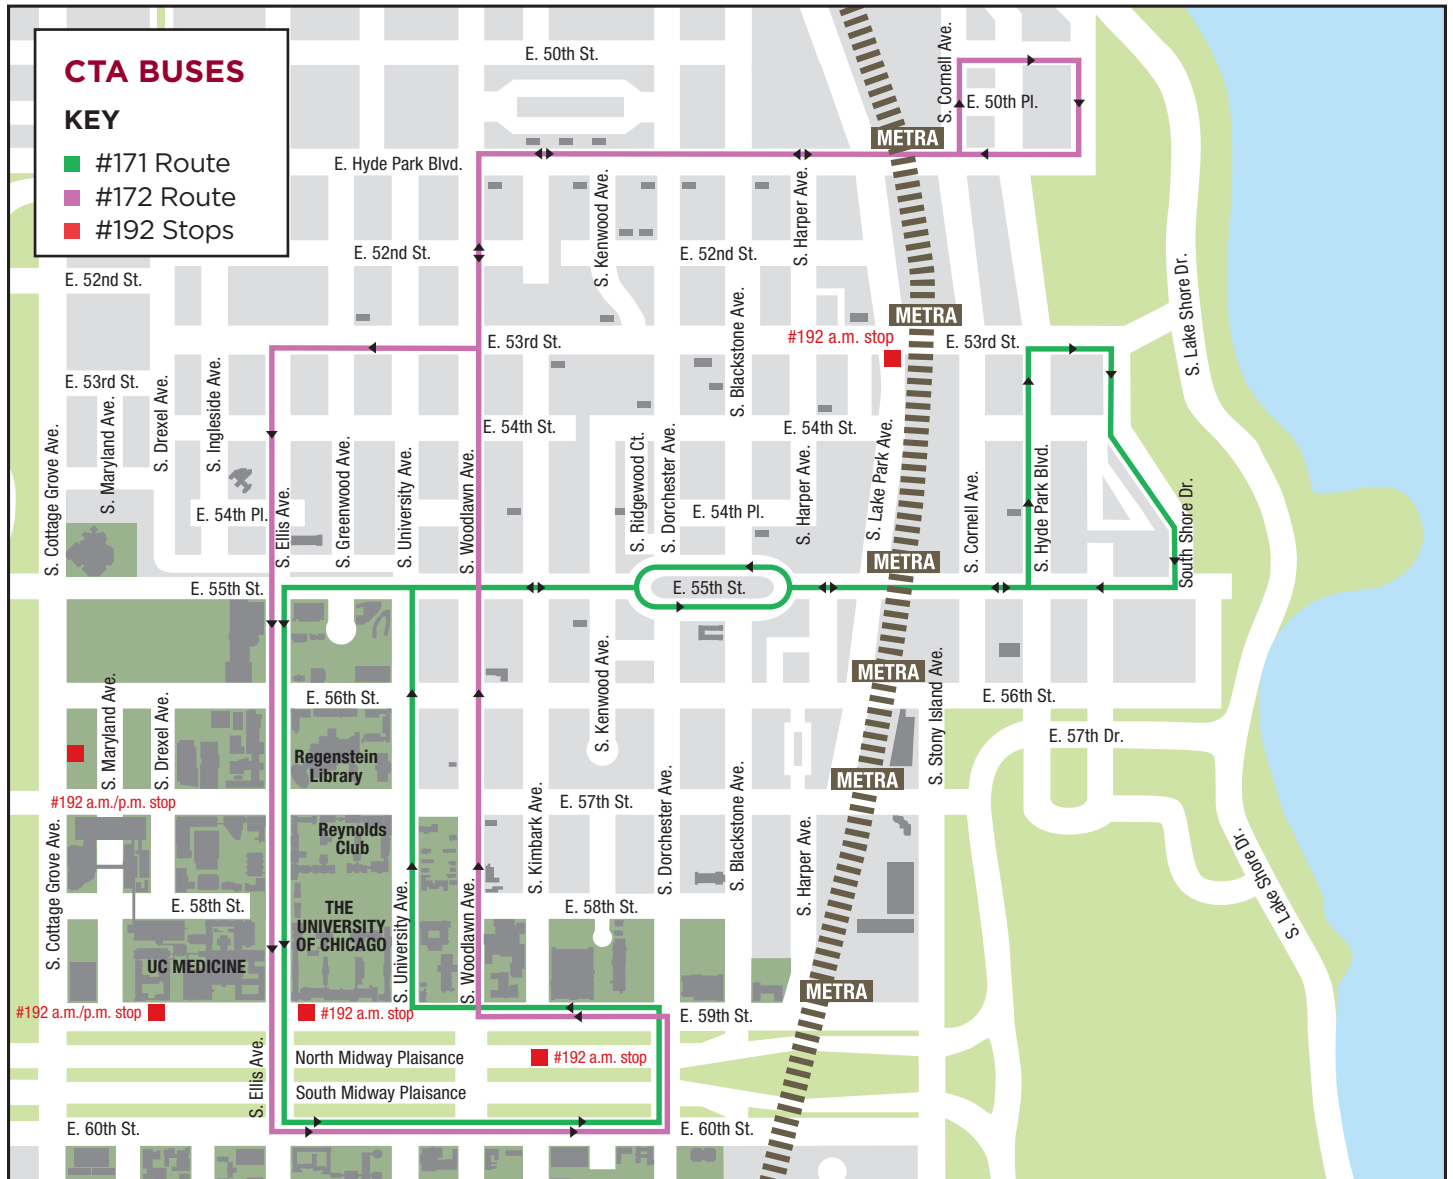 CTA BUSES
KEY
#171 Route
#172 Route
#192 Stops
E. 50th St.
S. Cornell Ave.
E. 50th Pl.
METRA
E. Hyde Park Blvd.
S. Kenwood Ave.
S. Harper Ave.
E. 52nd St.
E. 52nd St.
E. 52nd St.
S. Lake Shore Dr.
METRA
S. Blackstone Ave.
#192 a.m. stop
E. 53rd St.
E. 53rd St.
E. 53rd St.
S. Cottage Grove Ave.
S. Maryland Ave.
S. Drexel Ave.
S. Ingleside Ave.
E. 54th St.
E. 54th St.
S. Ellis Ave.
S. Greenwood Ave.
S. University Ave.
S. Woodlawn Ave.
S. Ridgewood Ct.
S. Dorchester Ave.
S. Harper Ave.
S. Lake Park Ave.
S. Cornell Ave.
S. Hyde Park Blvd.
South Shore Dr.
E. 54th Pl.
E. 54th Pl.
METRA
E. 55th St.
E. 55th St.
METRA
S. Maryland Ave.
S. Drexel Ave.
E. 56th St.
S. Kenwood Ave.
S. Stony Island Ave.
E. 56th St.
E. 57th Dr.
Regenstein
Library
METRA
#192 a.m./p.m. stop
E. 57th St.
S. Cottage Grove Ave.
Reynolds
Club
S. Kimbark Ave.
S. Dorchester Ave.
S. Blackstone Ave.
S. Harper Ave.
S. Lake Shore Dr.
S. Lake Shore Dr.
E. 58th St.
E. 58th St.
THE
UNIVERSITY
OF CHICAGO
S. University Ave.
S. Woodlawn Ave.
UC MEDICINE
METRA
#192 a.m./p.m. stop
#192 a.m. stop
E. 59th St.
S. Ellis Ave.
North Midway Plaisance
#192 a.m. stop
South Midway Plaisance
E. 60th St.
E. 60th St.